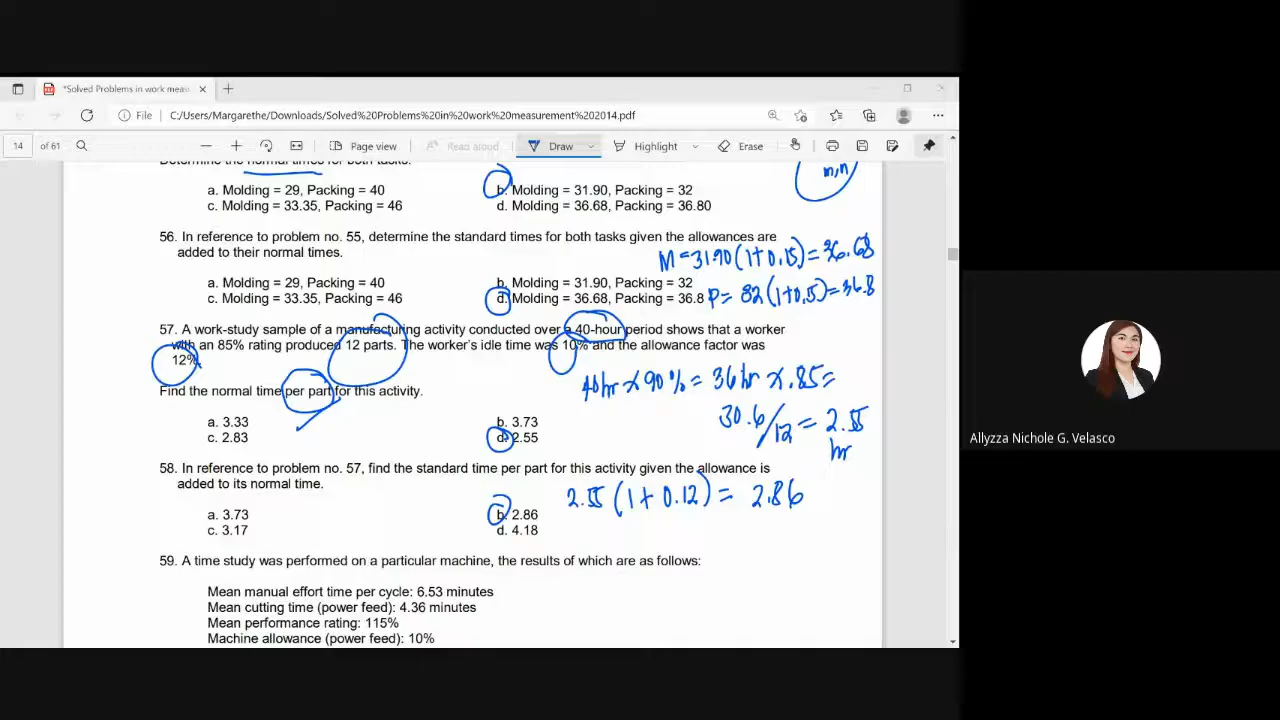 *Solved Problems in work meas
File C:/Users/Margarethe/Downloads/Solved%20Problems%20in%20work%20measurement%202014.pdf
14 of 61 Page view Read aloud Draw Highlight Erase
Determine the normal times for both tasks.
min
a. Molding = 29, Packing = 40 b. Molding = 31.90, Packing = 32
c. Molding = 33.35, Packing = 46 d. Molding = 36.68, Packing = 36.80
56. In reference to problem no. 55, determine the standard times for both tasks given the allowances are
added to their normal times.
M = 31.90 (1+0.15) = 36.68
a. Molding = 29, Packing = 40 b. Molding = 31.90, Packing = 32
c. Molding = 33.35, Packing = 46 d. Molding = 36.68, Packing = 36.8
P = 32 (1+0.15) = 36.8
57. A work-study sample of a manufacturing activity conducted over a 40-hour period shows that a worker
with an 85% rating produced 12 parts. The worker's idle time was 10% and the allowance factor was
12%.
40hr x 90% = 36hr x .85 =
Find the normal time per part for this activity.
30.6/12 = 2.55
hr
a. 3.33 b. 3.73
c. 2.83 d. 2.55
58. In reference to problem no. 57, find the standard time per part for this activity given the allowance is
added to its normal time.
2.55 (1 + 0.12) = 2.86
a. 3.73 b. 2.86
c. 3.17 d. 4.18
59. A time study was performed on a particular machine, the results of which are as follows:
Mean manual effort time per cycle: 6.53 minutes
Mean cutting time (power feed): 4.36 minutes
Mean performance rating: 115%
Machine allowance (power feed): 10%
Allyzza Nichole G. Velasco